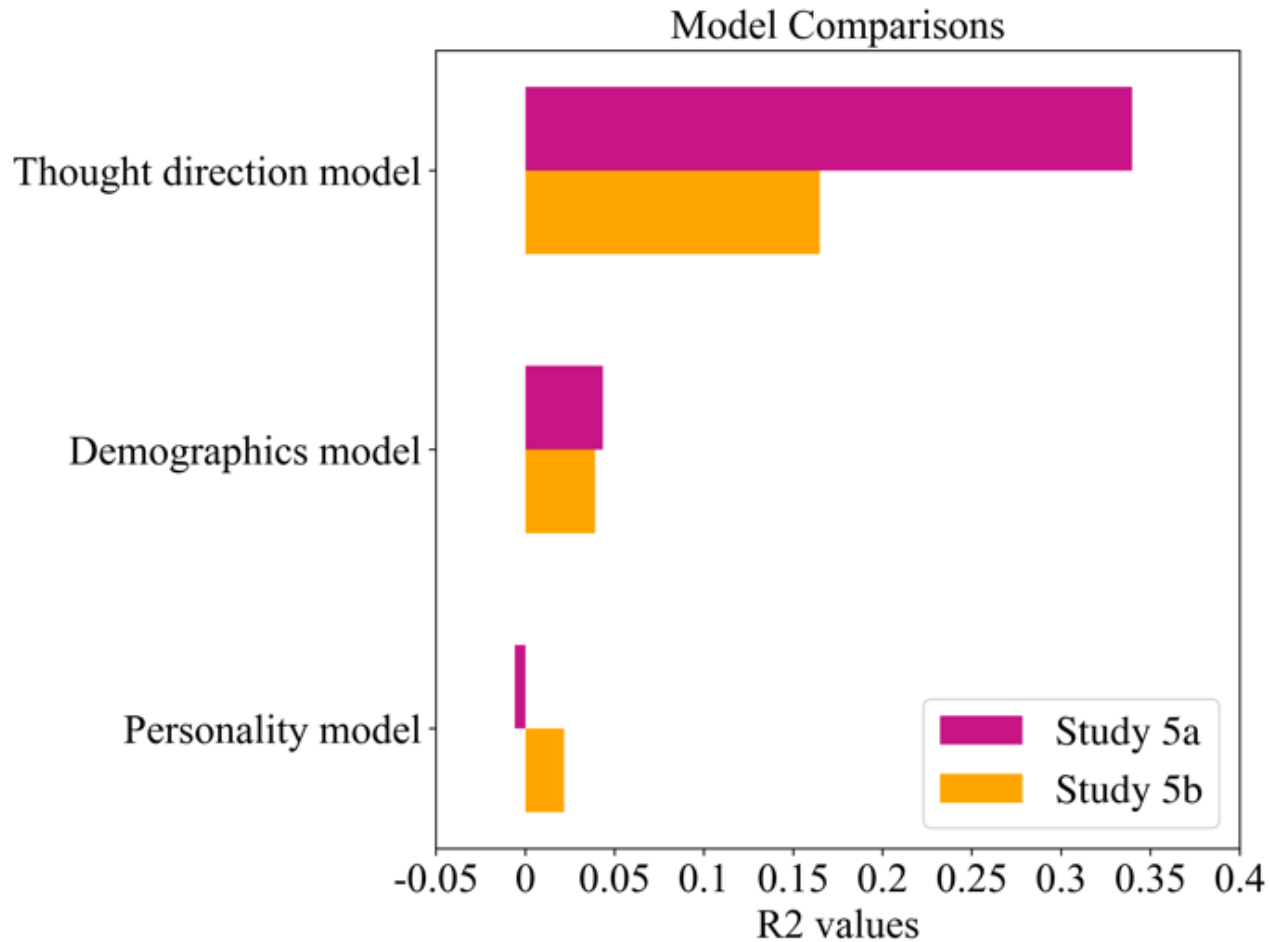 Model Comparisons
Thought direction model
Demographics model
Personality model
Study 5a
Study 5b
-0.05 0 0.05 0.1 0.15 0.2 0.25 0.3 0.35 0.4
R2 values